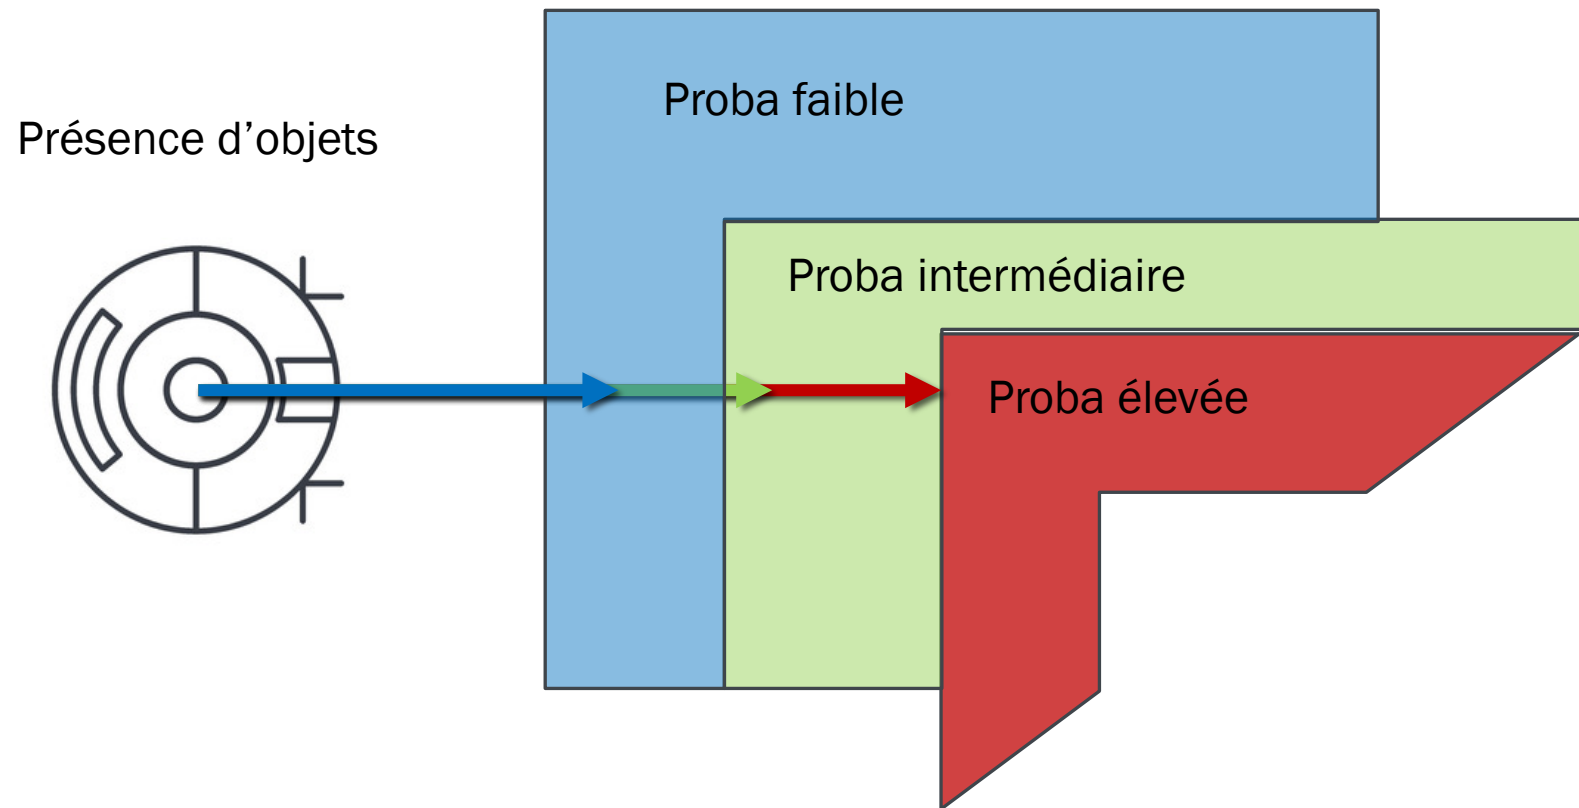 Proba faible
Présence d’objets
Proba intermédiaire
Proba élevée